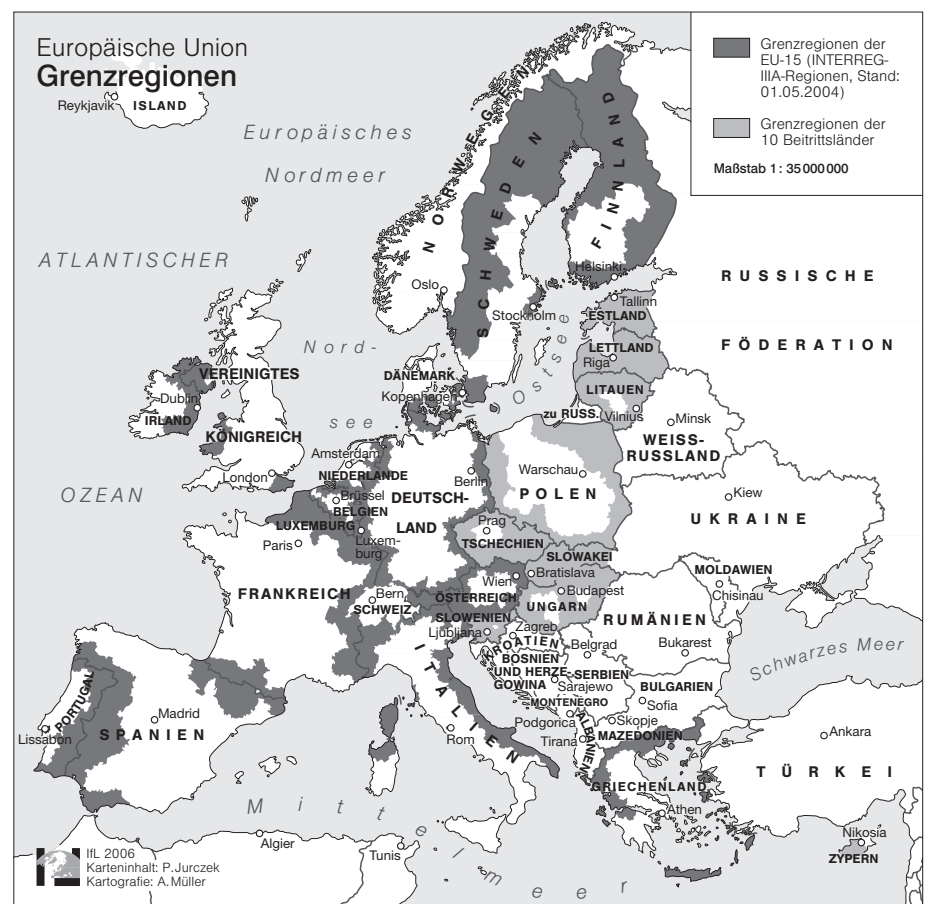 Europäische Union
Grenzregionen
Grenzregionen der
EU-15 (INTERREG-
IIIA-Regionen, Stand:
01.05.2004)
Grenzregionen der
10 Beitrittsländer
Maßstab 1 : 35 000 000
Reykjavik
ISLAND
Europäisches
Nordmeer
ATLANTISCHER
OZEAN
NORWEGEN
SCHWEDEN
FINNLAND
Oslo
Helsinki
Stockholm
RUSSISCHE
FÖDERATION
Tallinn
ESTLAND
LETTLAND
Riga
LITAUEN
Vilnius
zu RUSS.
Nord-
see
Ostsee
DÄNEMARK
Kopenhagen
VEREINIGTES
KÖNIGREICH
Dublin
IRLAND
London
Minsk
WEISS-
RUSSLAND
Amsterdam
NIEDERLANDE
Brüssel
BELGIEN
LUXEMBURG
Luxem-
burg
Berlin
DEUTSCH-
LAND
Warschau
POLEN
Kiew
UKRAINE
Paris
Prag
TSCHECHIEN
SLOWAKEI
Bratislava
Wien
ÖSTERREICH
Budapest
UNGARN
MOLDAWIEN
Chisinau
FRANKREICH
Bern
SCHWEIZ
SLOWENIEN
Ljubljana
Zagreb
KROATIEN
RUMÄNIEN
Bukarest
Belgrad
BOSNIEN
UND HERZE-
GOWINA
SERBIEN
Sarajewo
MONTENEGRO
Podgorica
BULGARIEN
Sofia
Skopje
MAZEDONIEN
Tirana
ALBANIEN
Schwarzes Meer
ITALIEN
Rom
PORTUGAL
Lissabon
Madrid
SPANIEN
Ankara
TÜRKEI
GRIECHENLAND
Athen
Nikosia
ZYPERN
Mittelmeer
Algier
Tunis
IfL 2006
Karteninhalt: P. Jurczek
Kartografie: A. Müller